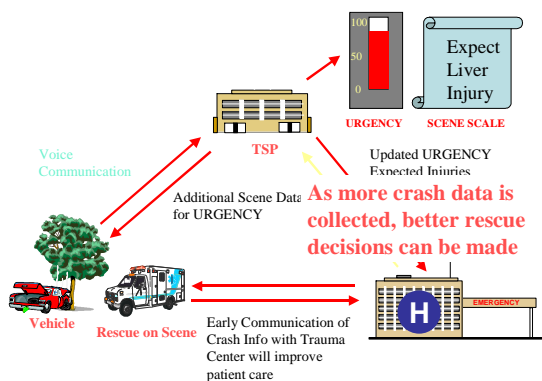 100
50
0
Expect
Liver
Injury
URGENCY
SCENE SCALE
TSP
Voice
Communication
Updated URGENCY
Expected Injuries
Additional Scene Data
for URGENCY
As more crash data is
collected, better rescue
decisions can be made
Vehicle
Rescue on Scene
EMERGENCY
H
Early Communication of
Crash Info with Trauma
Center will improve
patient care